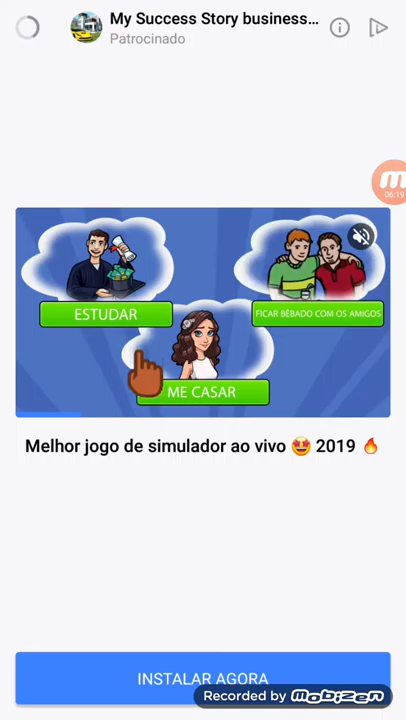 My Success Story business...
Patrocinado
06:19
ESTUDAR
FICAR BÊBADO COM OS AMIGOS
ME CASAR
Melhor jogo de simulador ao vivo 🤩 2019 🔥
INSTALAR AGORA
Recorded by mobizen